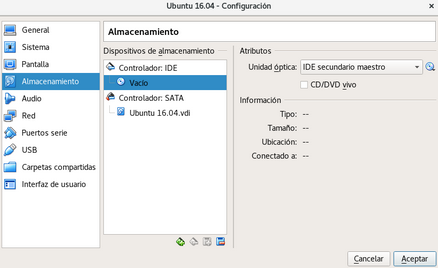 Ubuntu 16.04 - Configuración
General
Sistema
Pantalla
Almacenamiento
Audio
Red
Puertos serie
USB
Carpetas compartidas
Interfaz de usuario
Almacenamiento
Dispositivos de almacenamiento
Controlador: IDE
Vacío
Controlador: SATA
Ubuntu 16.04.vdi
Atributos
Unidad óptica: IDE secundario maestro
CD/DVD vivo
Información
Tipo: --
Tamaño: --
Ubicación: --
Conectado a: --
Cancelar Aceptar